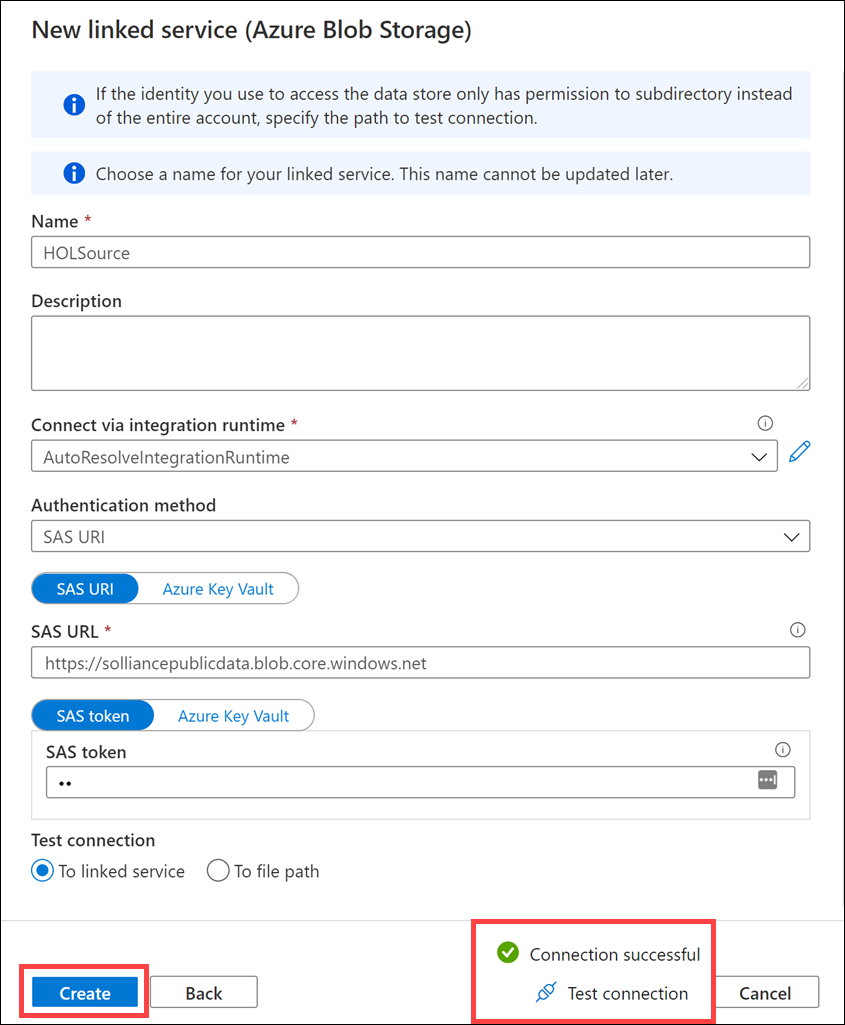 New linked service (Azure Blob Storage)
If the identity you use to access the data store only has permission to subdirectory instead
of the entire account, specify the path to test connection.
Choose a name for your linked service. This name cannot be updated later.
Name *
HOLSource
Description
Connect via integration runtime *
AutoResolveIntegrationRuntime
Authentication method
SAS URI
SAS URI Azure Key Vault
SAS URL *
https://solliancepublicdata.blob.core.windows.net
SAS token Azure Key Vault
SAS token
••
Test connection
To linked service To file path
Connection successful
Create Back Test connection Cancel